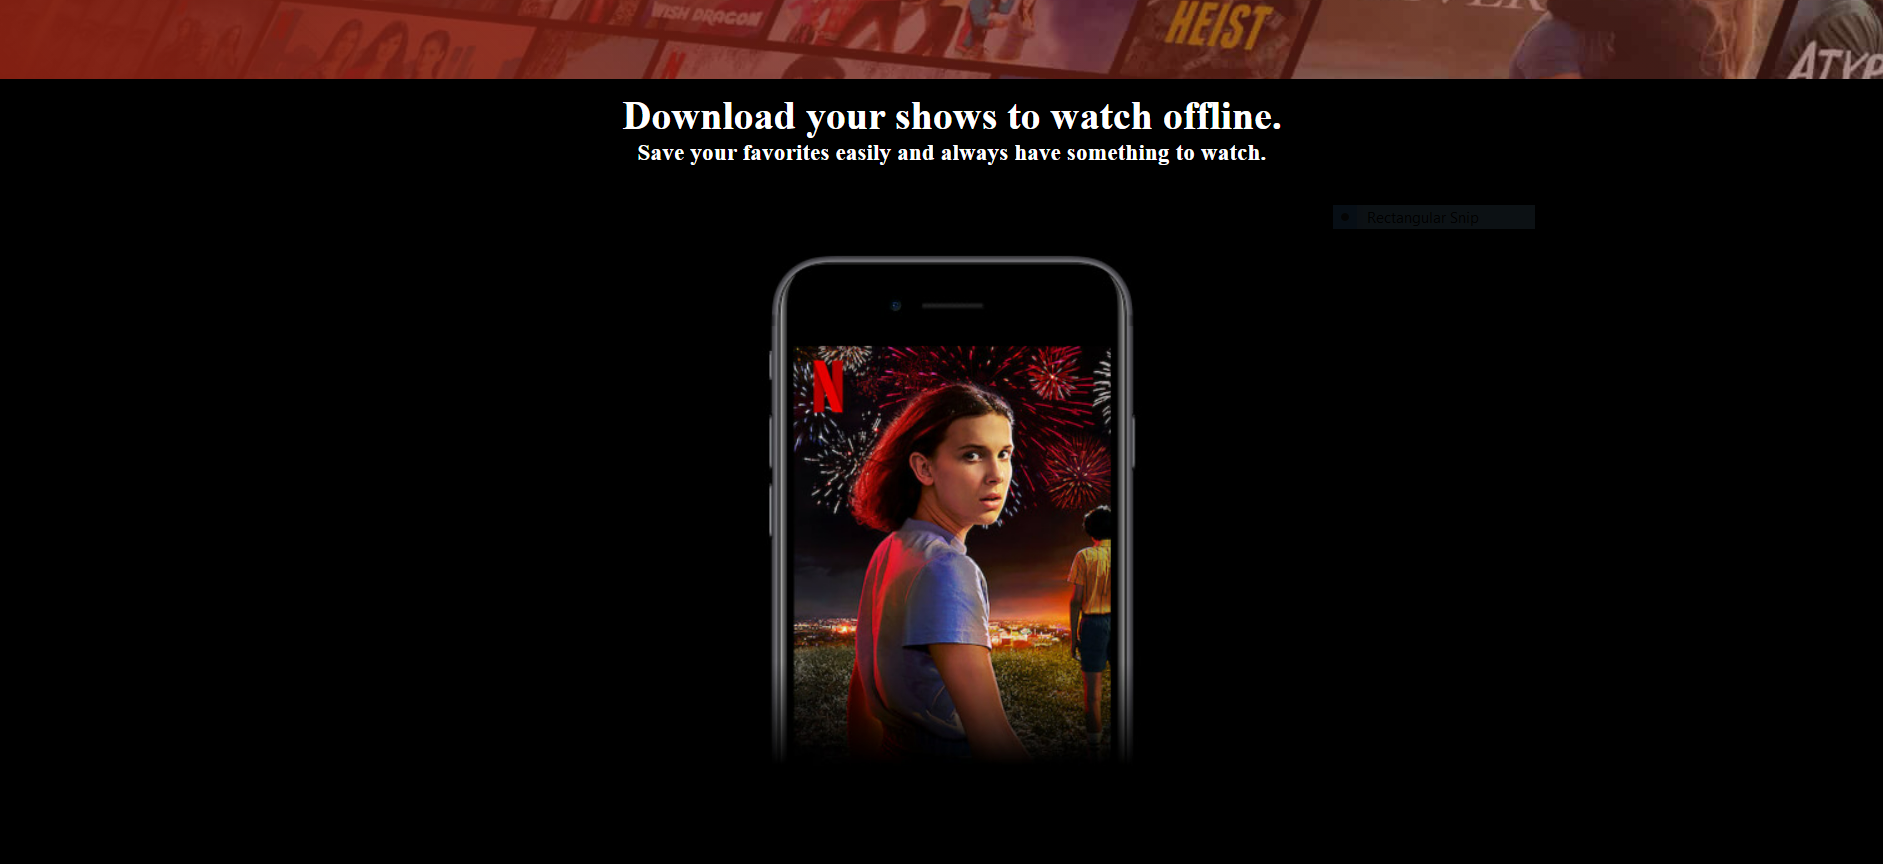 WISH DRAGON
HEIST
ATYP
Download your shows to watch offline.
Save your favorites easily and always have something to watch.
Rectangular Snip
N